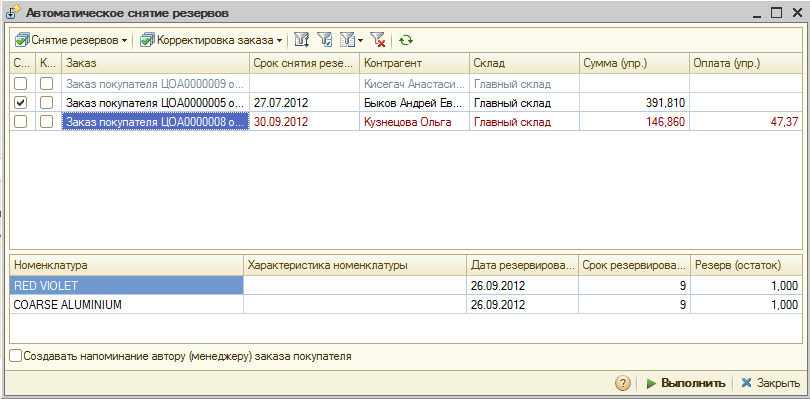 Автоматическое снятие резервов
Снятие резервов Корректировка заказа
С... К... Заказ Срок снятия резе... Контрагент Склад Сумма (упр.) Оплата (упр.)
Заказ покупателя ЦОА0000009 о... Кисегач Анастаси... Главный склад
Заказ покупателя ЦОА0000005 о... 27.07.2012 Быков Андрей Ев... Главный склад 391,810
Заказ покупателя ЦОА0000008 о... 30.09.2012 Кузнецова Ольга Главный склад 146,860 47,37
Номенклатура Характеристика номенклатуры Дата резервирова... Срок резервирова... Резерв (остаток)
RED VIOLET 26.09.2012 9 1,000
COARSE ALUMINIUM 26.09.2012 9 1,000
Создавать напоминание автору (менеджеру) заказа покупателя
? Выполнить Закрыть